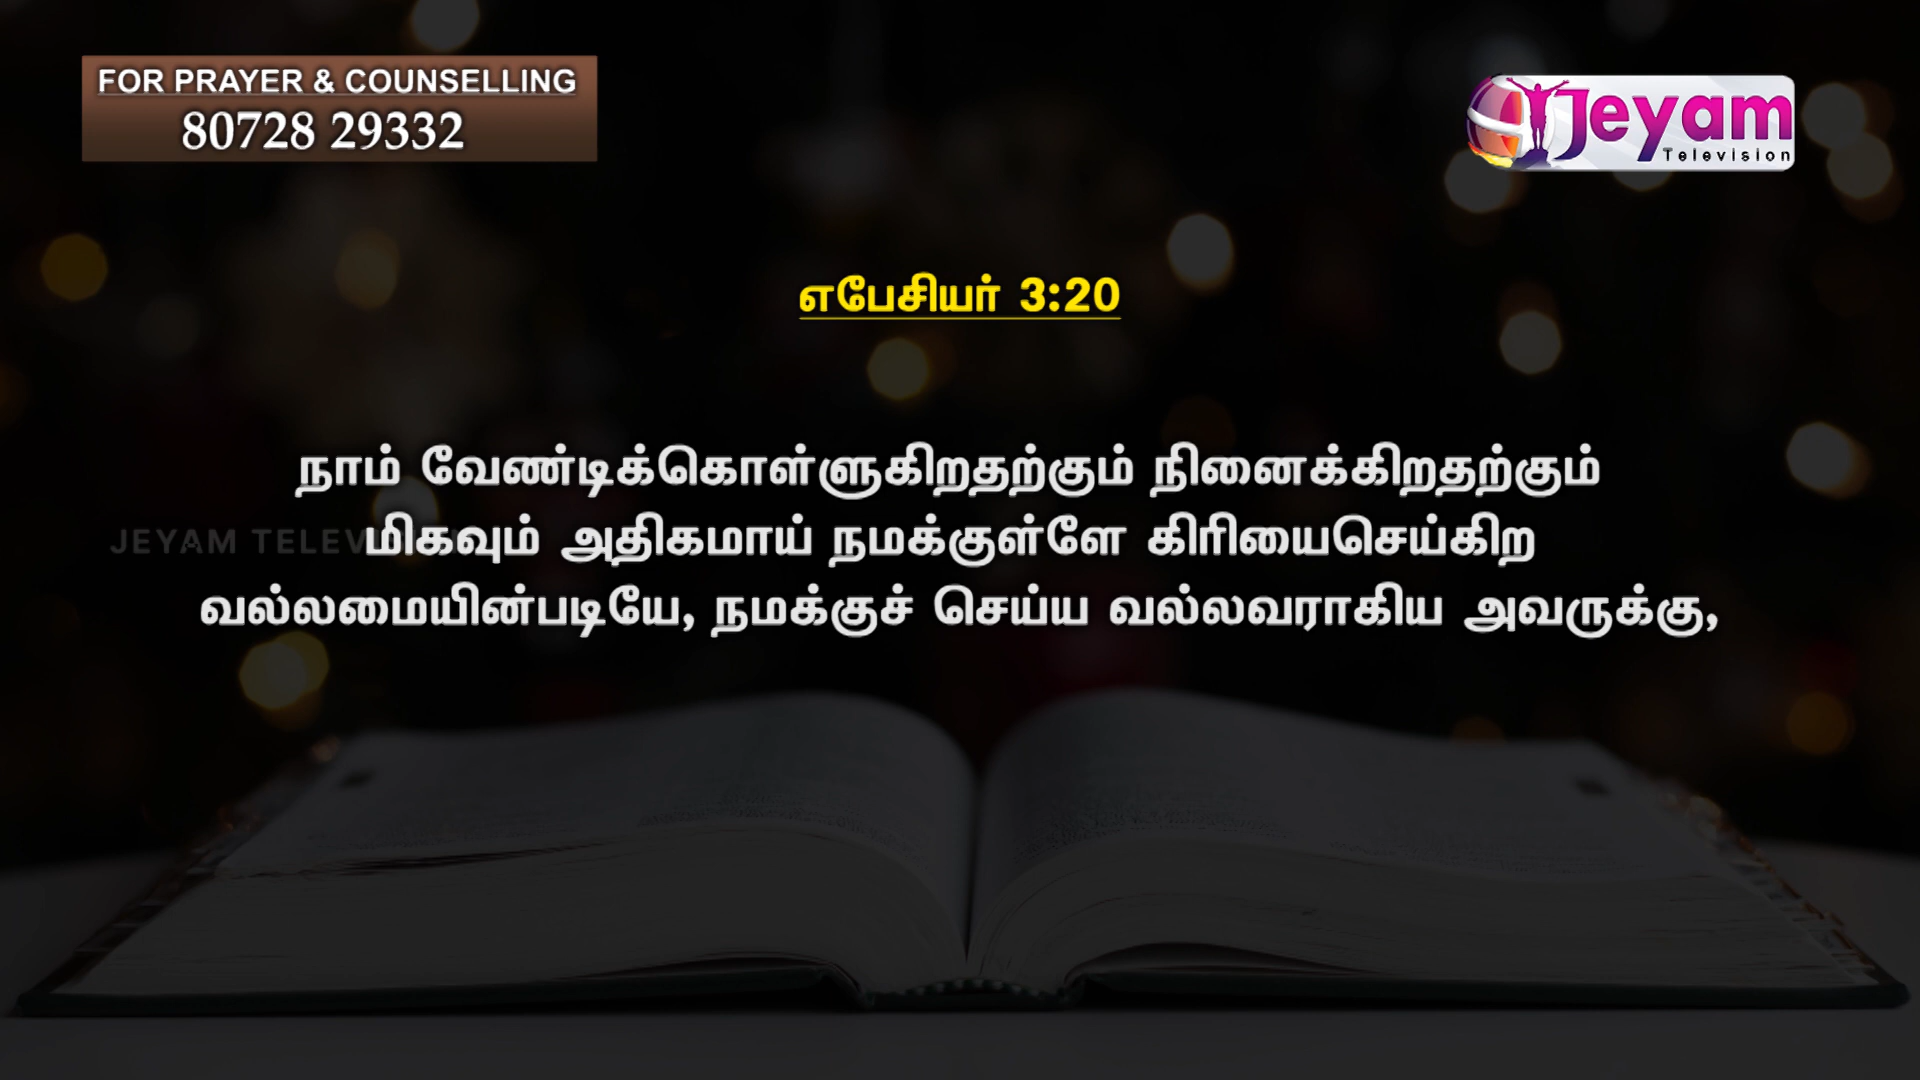 FOR PRAYER & COUNSELLING
80728 29332
Jeyam
Television
எபேசியர் 3:20
நாம் வேண்டிக்கொள்ளுகிறதற்கும் நினைக்கிறதற்கும்
மிகவும் அதிகமாய் நமக்குள்ளே கிரியைசெய்கிற
வல்லமையின்படியே, நமக்குச் செய்ய வல்லவராகிய அவருக்கு,
JEYAM TELEV